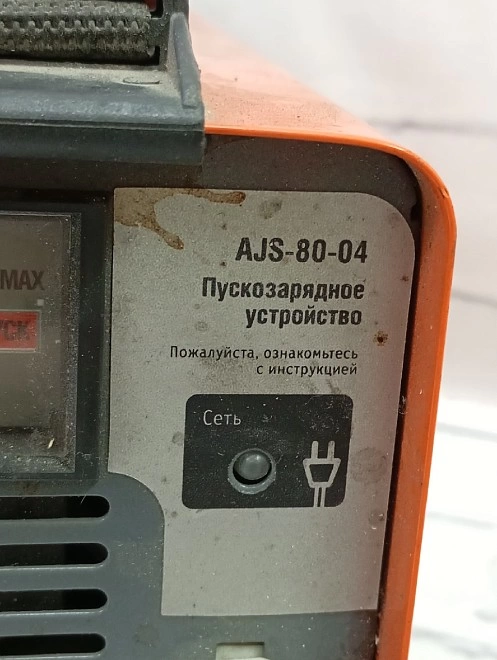 MAX
AJS-80-04
Пускозарядное
устройство
Пожалуйста, ознакомьтесь
с инструкцией
Сеть